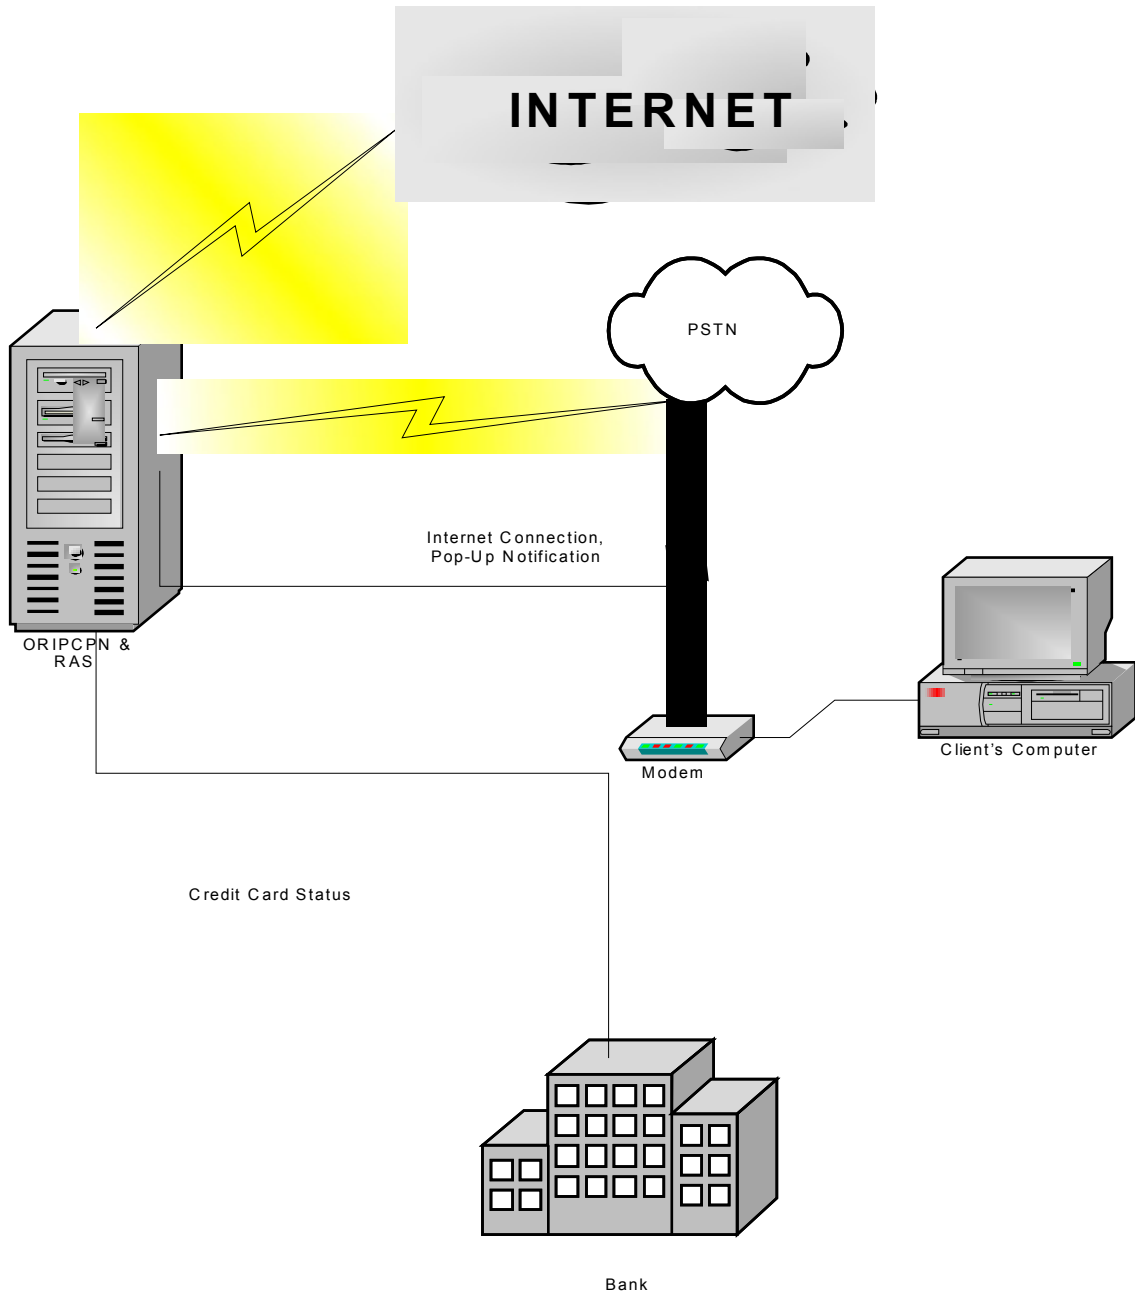 INTERNET
PSTN
Internet Connection,
Pop-Up Notification
ORIPCPN &
RAS
Client's Computer
Modem
Credit Card Status
Bank